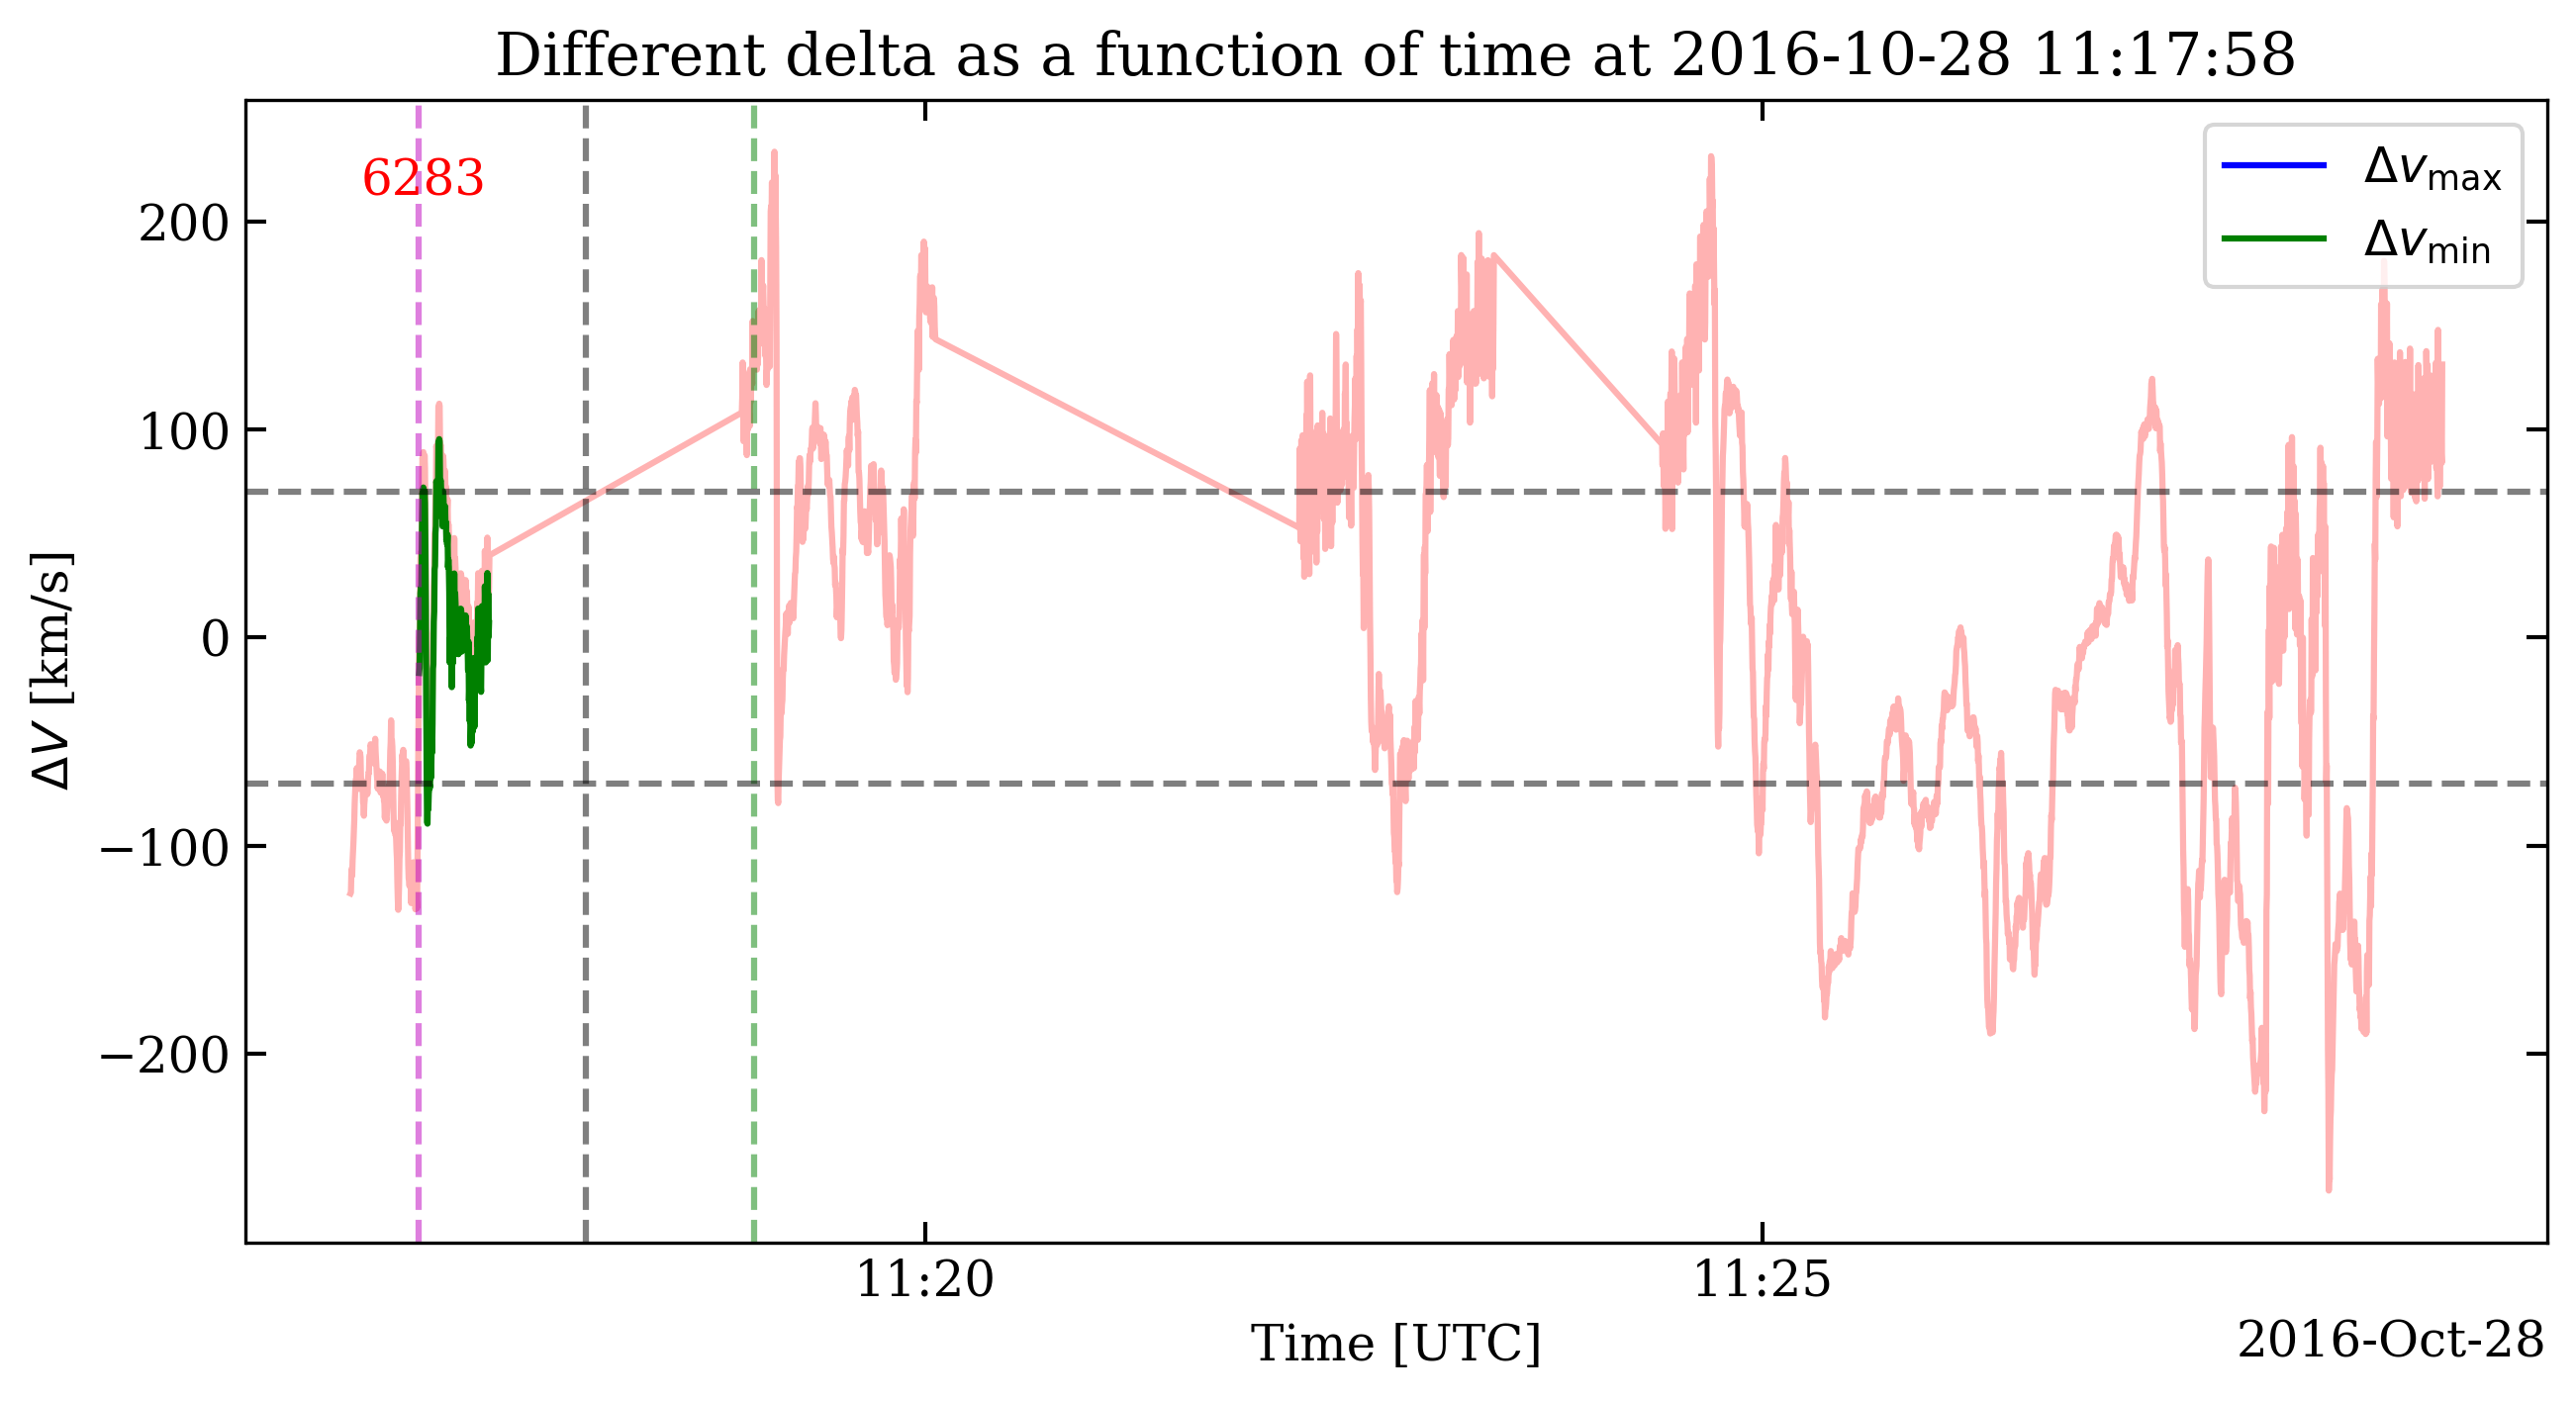 Different delta as a function of time at 2016-10-28 11:17:58
6283
Δv_max
Δv_min
200
100
0
−100
−200
ΔV [km/s]
11:20
11:25
Time [UTC]
2016-Oct-28